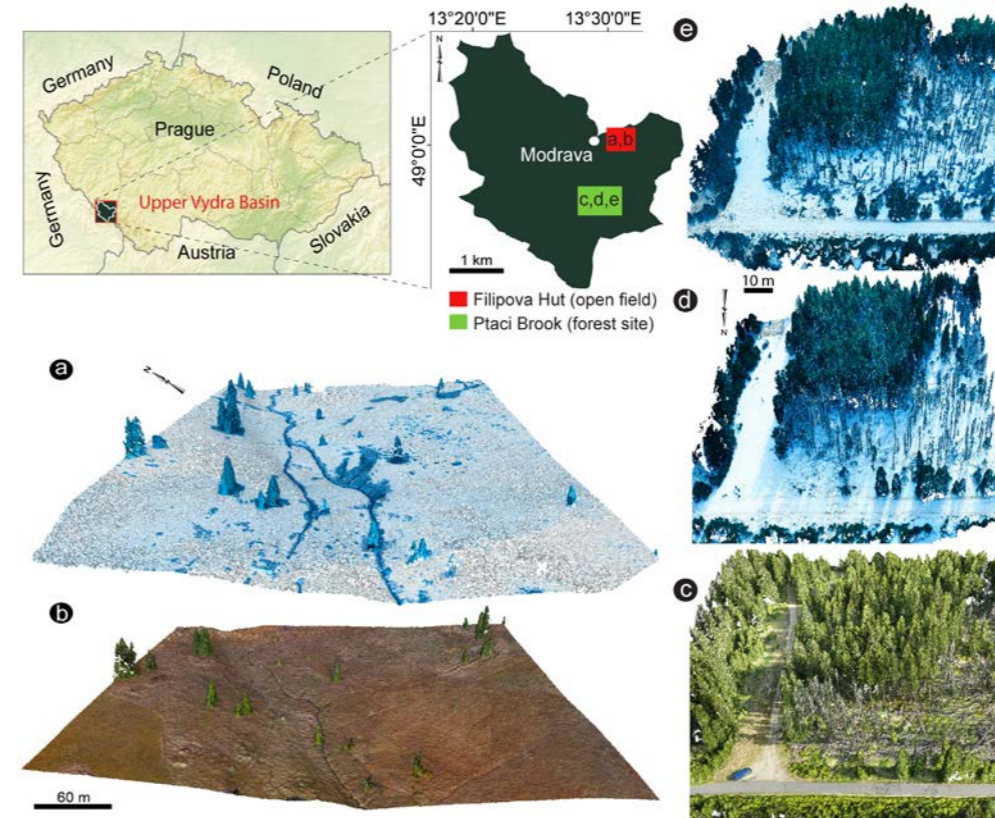 13°20'0"E
13°30'0"E
49°0'0"E
Germany
Poland
Prague
Germany
Upper Vydra Basin
Slovakia
Austria
N
Modrava
a,b
c,d,e
1 km
Filipova Hut (open field)
Ptaci Brook (forest site)
e
d
10 m
N
a
N
b
60 m
c